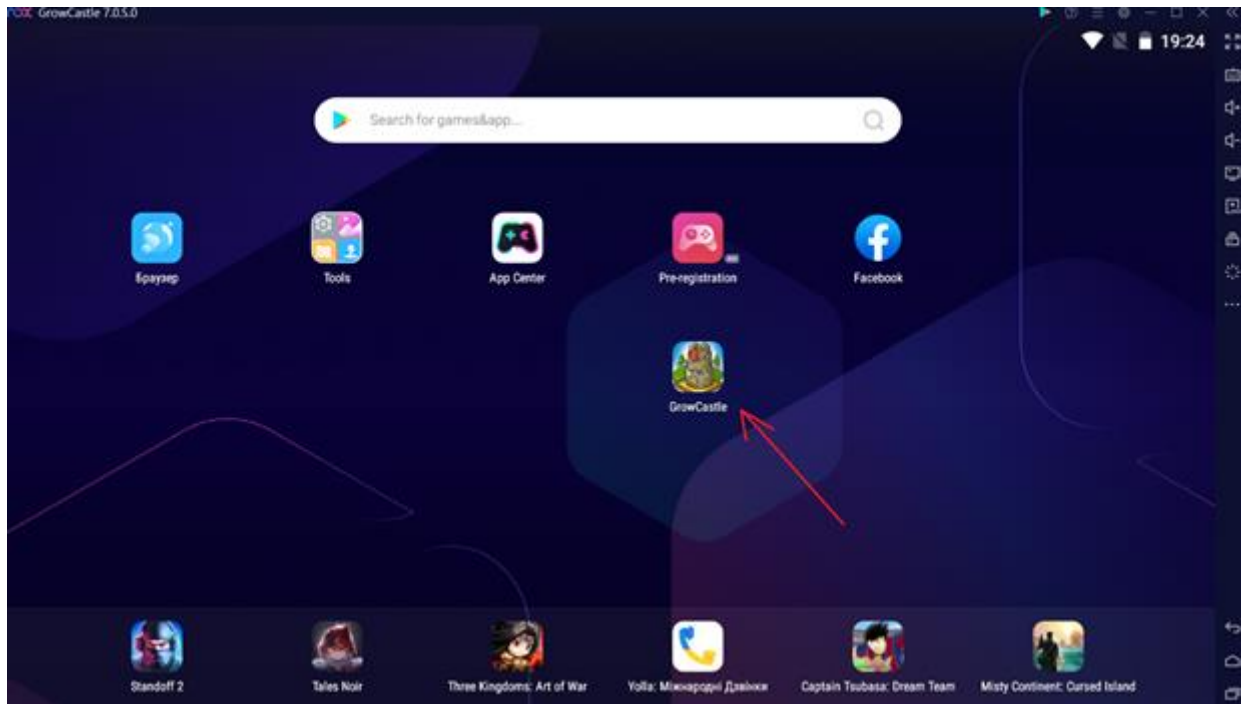 nox GrowCastle 7.0.5.0
19:24
Search for games&app...
Браузер
Tools
App Center
Pre-registration
Facebook
GrowCastle
Standoff 2
Tales Noir
Three Kingdoms: Art of War
Yolla: Міжнародні Дзвінки
Captain Tsubasa: Dream Team
Misty Continent: Cursed Island